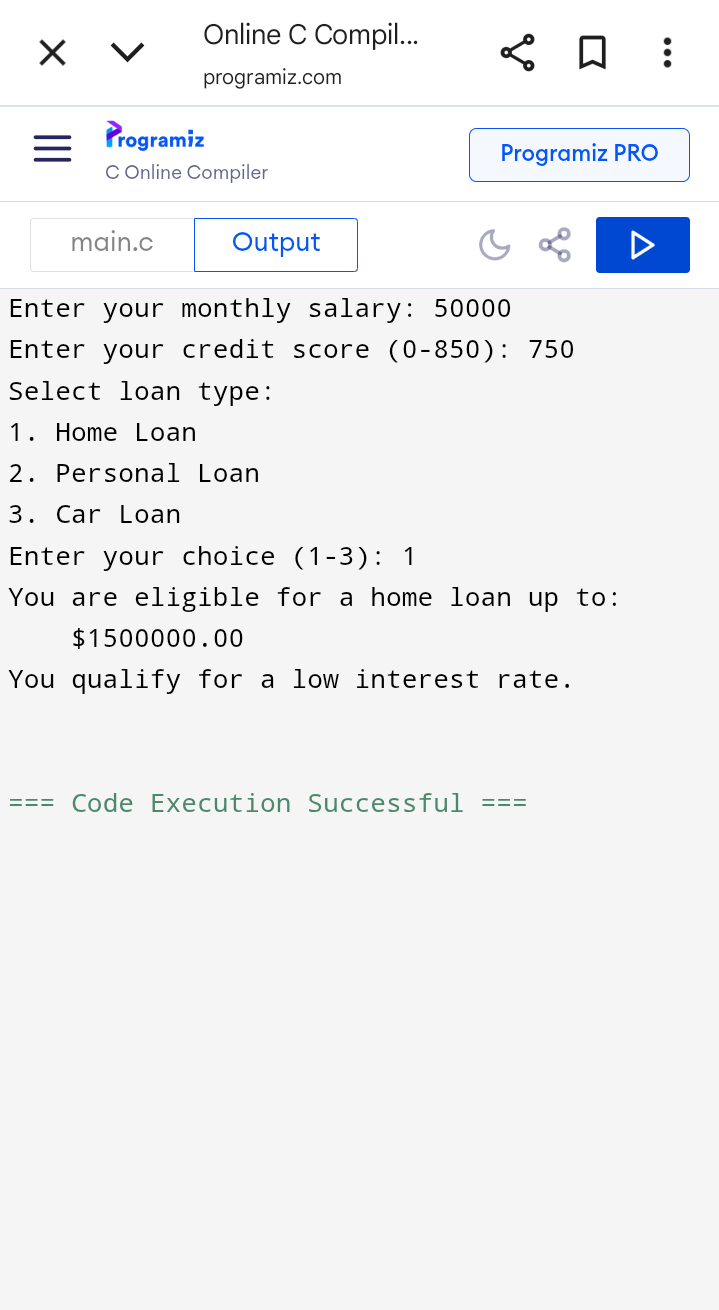 Online C Compil...
programiz.com
Programiz
C Online Compiler
Programiz PRO
main.c
Output
Enter your monthly salary: 50000
Enter your credit score (0-850): 750
Select loan type:
1. Home Loan
2. Personal Loan
3. Car Loan
Enter your choice (1-3): 1
You are eligible for a home loan up to:
$1500000.00
You qualify for a low interest rate.
=== Code Execution Successful ===